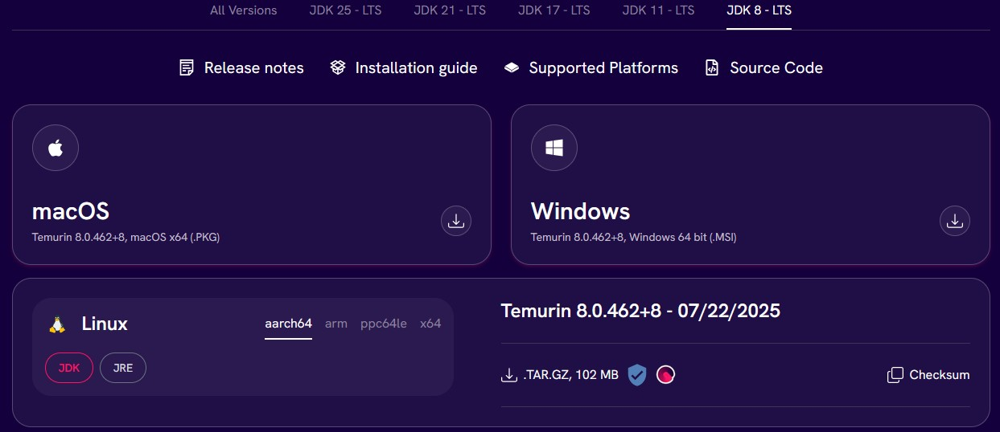 All Versions JDK 25 - LTS JDK 21 - LTS JDK 17 - LTS JDK 11 - LTS JDK 8 - LTS
Release notes Installation guide Supported Platforms Source Code
macOS
Temurin 8.0.462+8, macOS x64 (.PKG)
Windows
Temurin 8.0.462+8, Windows 64 bit (.MSI)
Linux aarch64 arm ppc64le x64
JDK JRE
Temurin 8.0.462+8 - 07/22/2025
.TAR.GZ, 102 MB Checksum